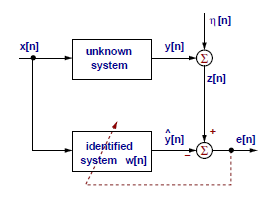 η[n]
x[n]
unknown
system
y[n]
Σ
z[n]
identified
system w[n]
ŷ[n]
Σ
+
−
e[n]